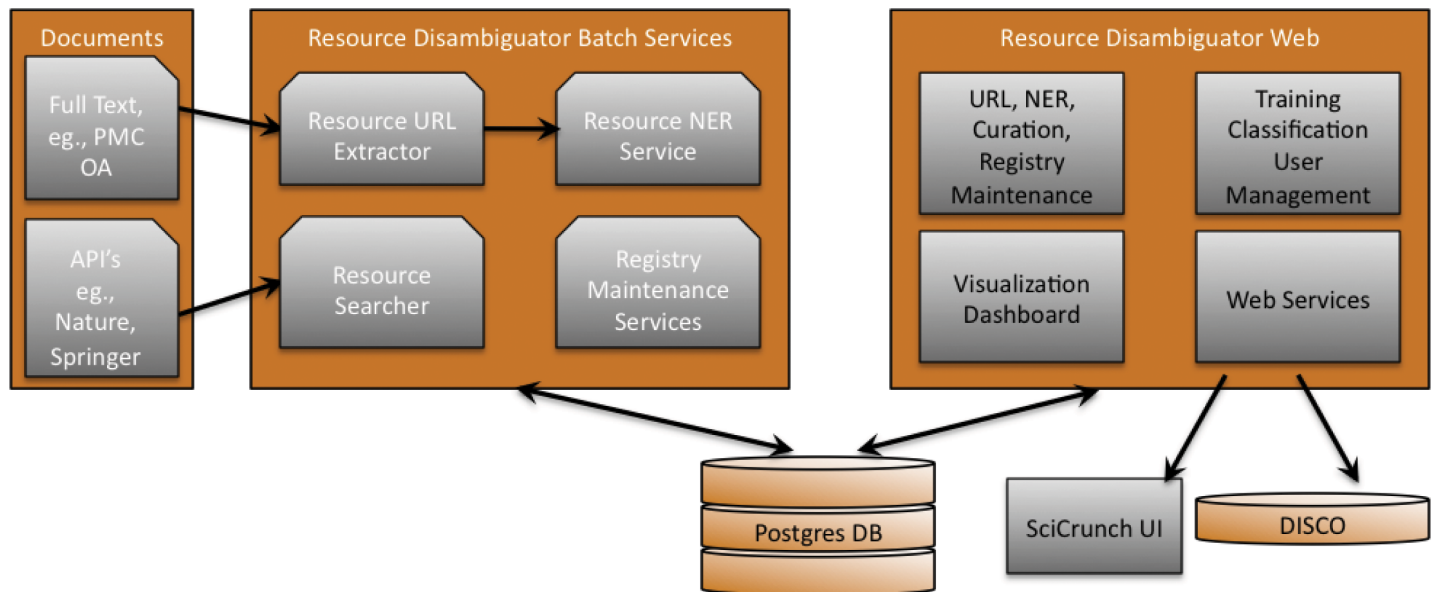 Documents
Full Text,
eg., PMC
OA
API's
eg.,
Nature,
Springer
Resource Disambiguator Batch Services
Resource URL
Extractor
Resource NER
Service
Resource
Searcher
Registry
Maintenance
Services
Resource Disambiguator Web
URL, NER,
Curation,
Registry
Maintenance
Training
Classification
User
Management
Visualization
Dashboard
Web Services
Postgres DB
SciCrunch UI
DISCO